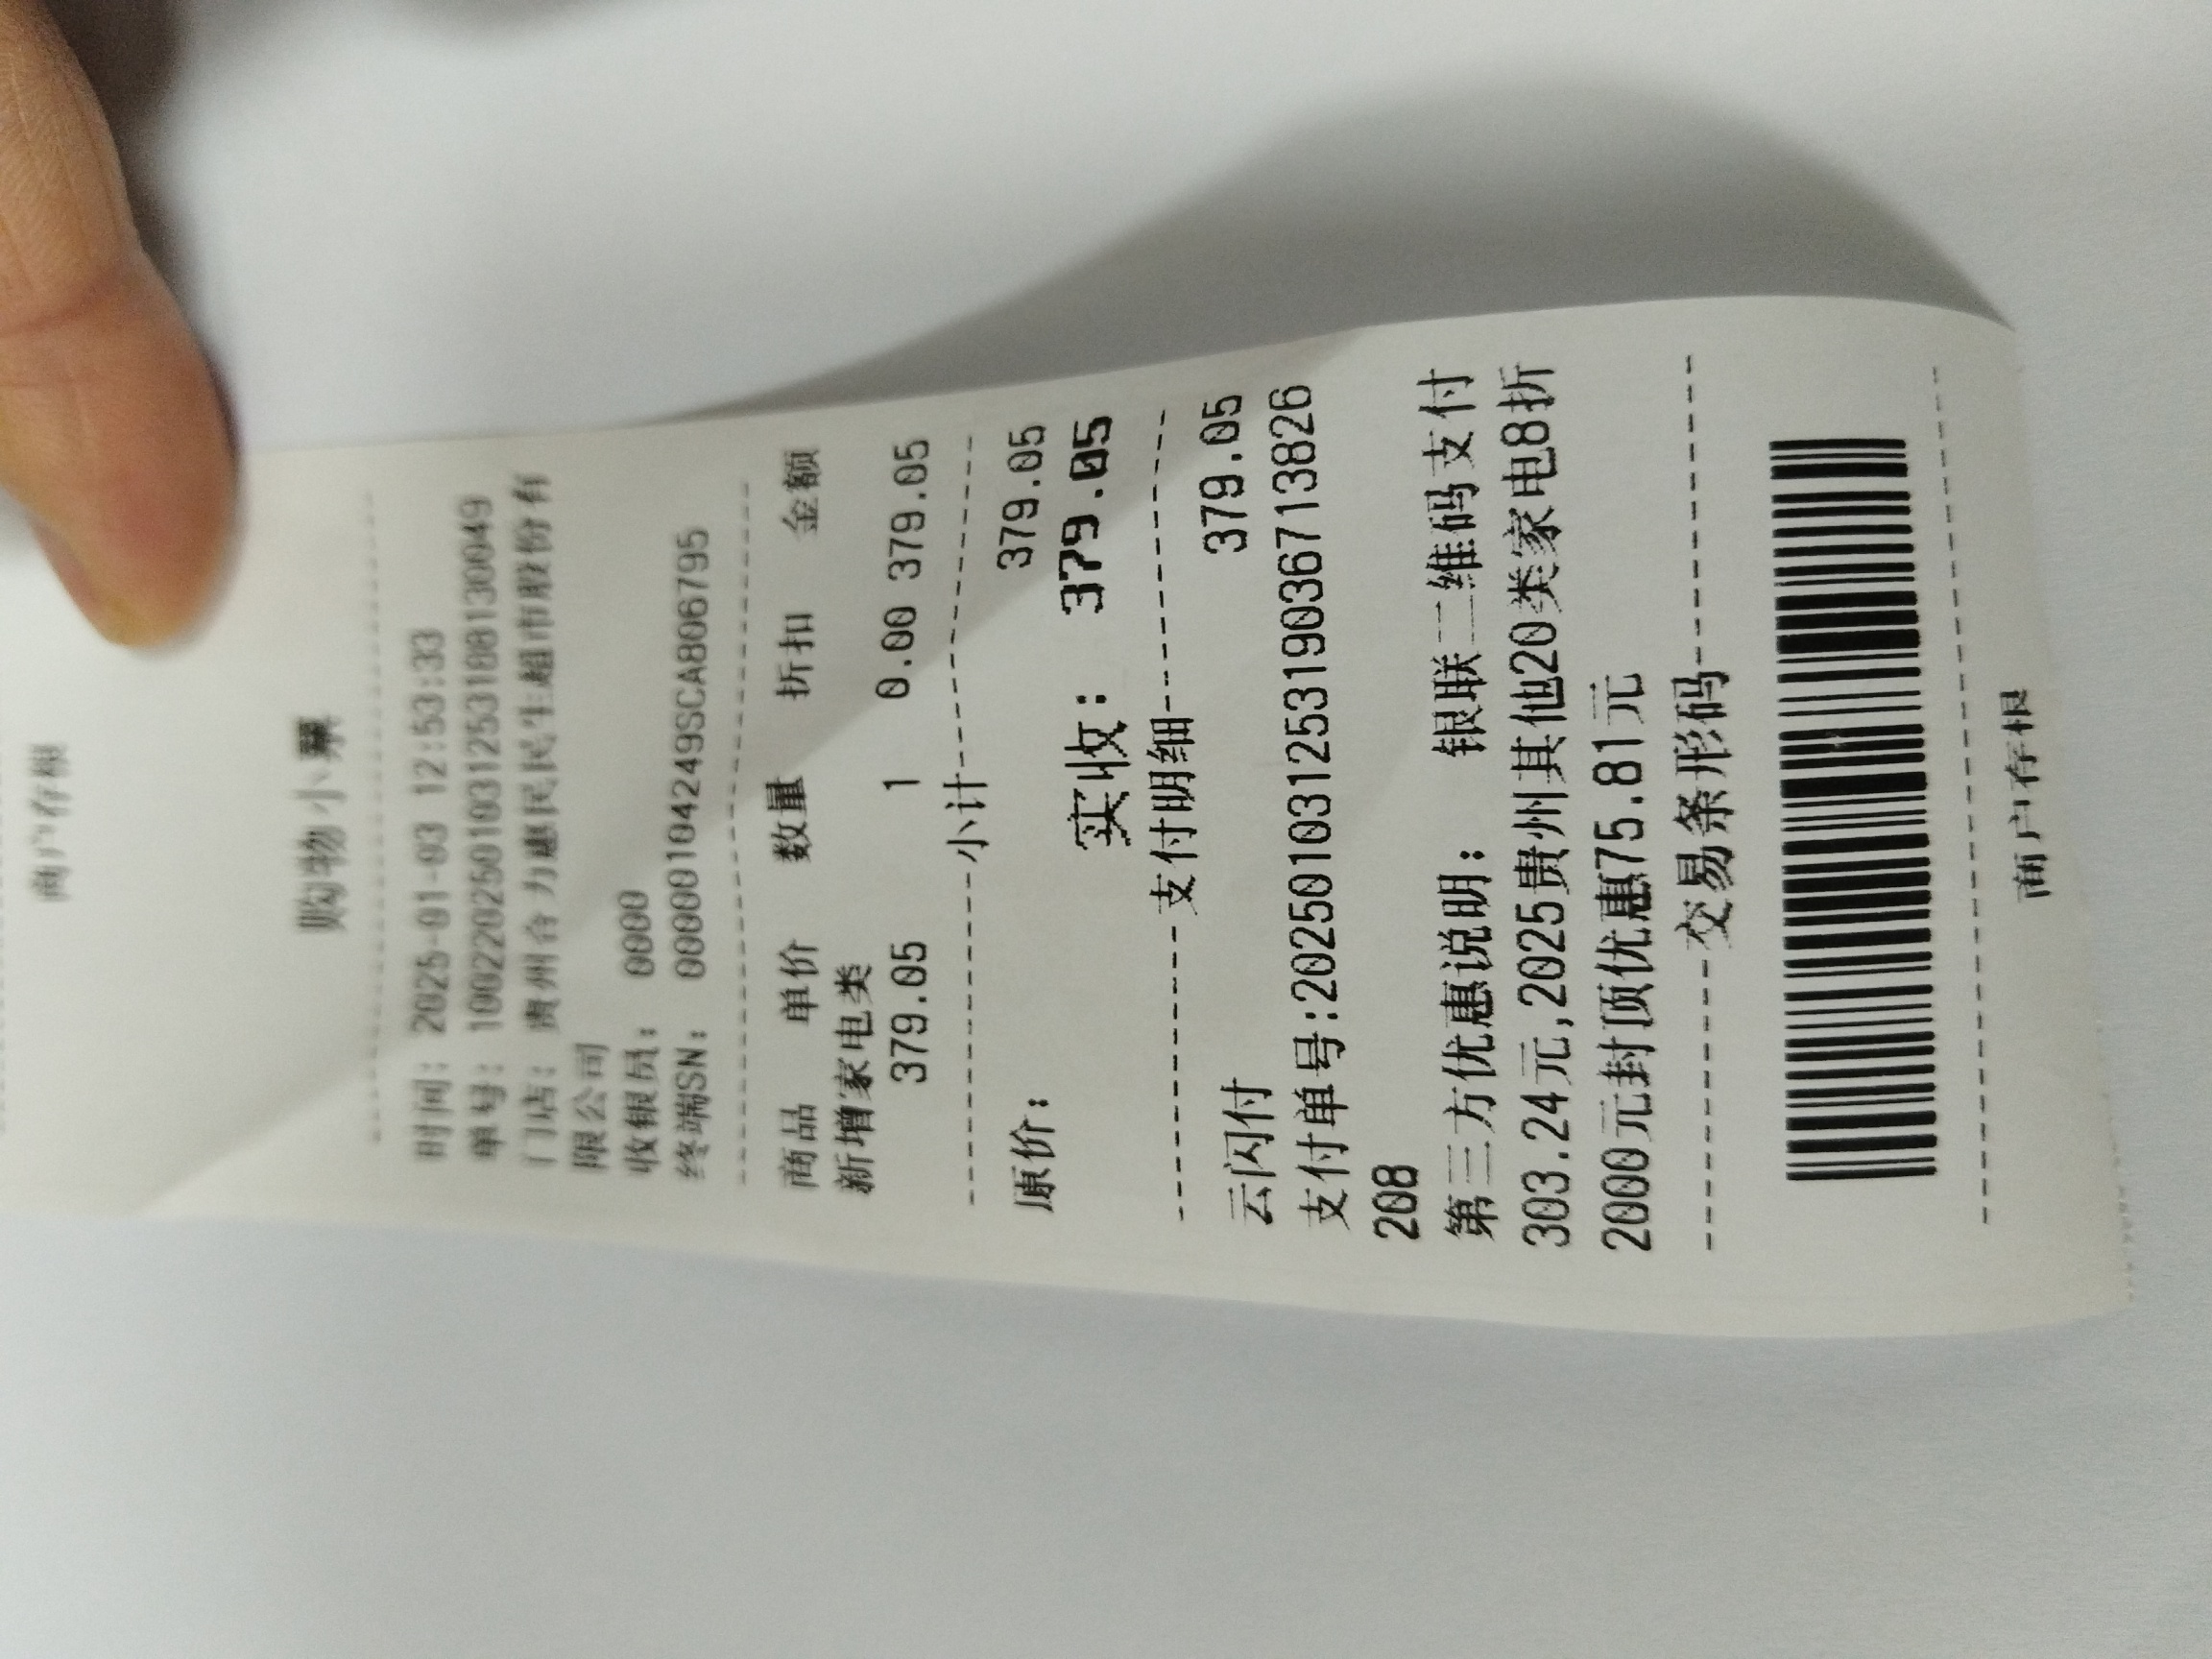 商户存根
购物小票
时间: 2025-01-03 12:53:33
单号: 10022020250103125318813​0049
门店: 贵州合力惠民民生超市股份有
限公司
收银员: 0000
终端SN: 00000104249SCA806795
商品 单价 数量 折扣 金额
新增家电类
379.05 1 0.00 379.05
小计
原价: 379.05
实收: 379.05
支付明细
云闪付 379.05
支付单号:20250103125319036713826
208
第三方优惠说明: 银联二维码支付
303.24元,2025贵州其他20类家电8折
2000元封顶优惠75.81元
交易条形码
商户存根